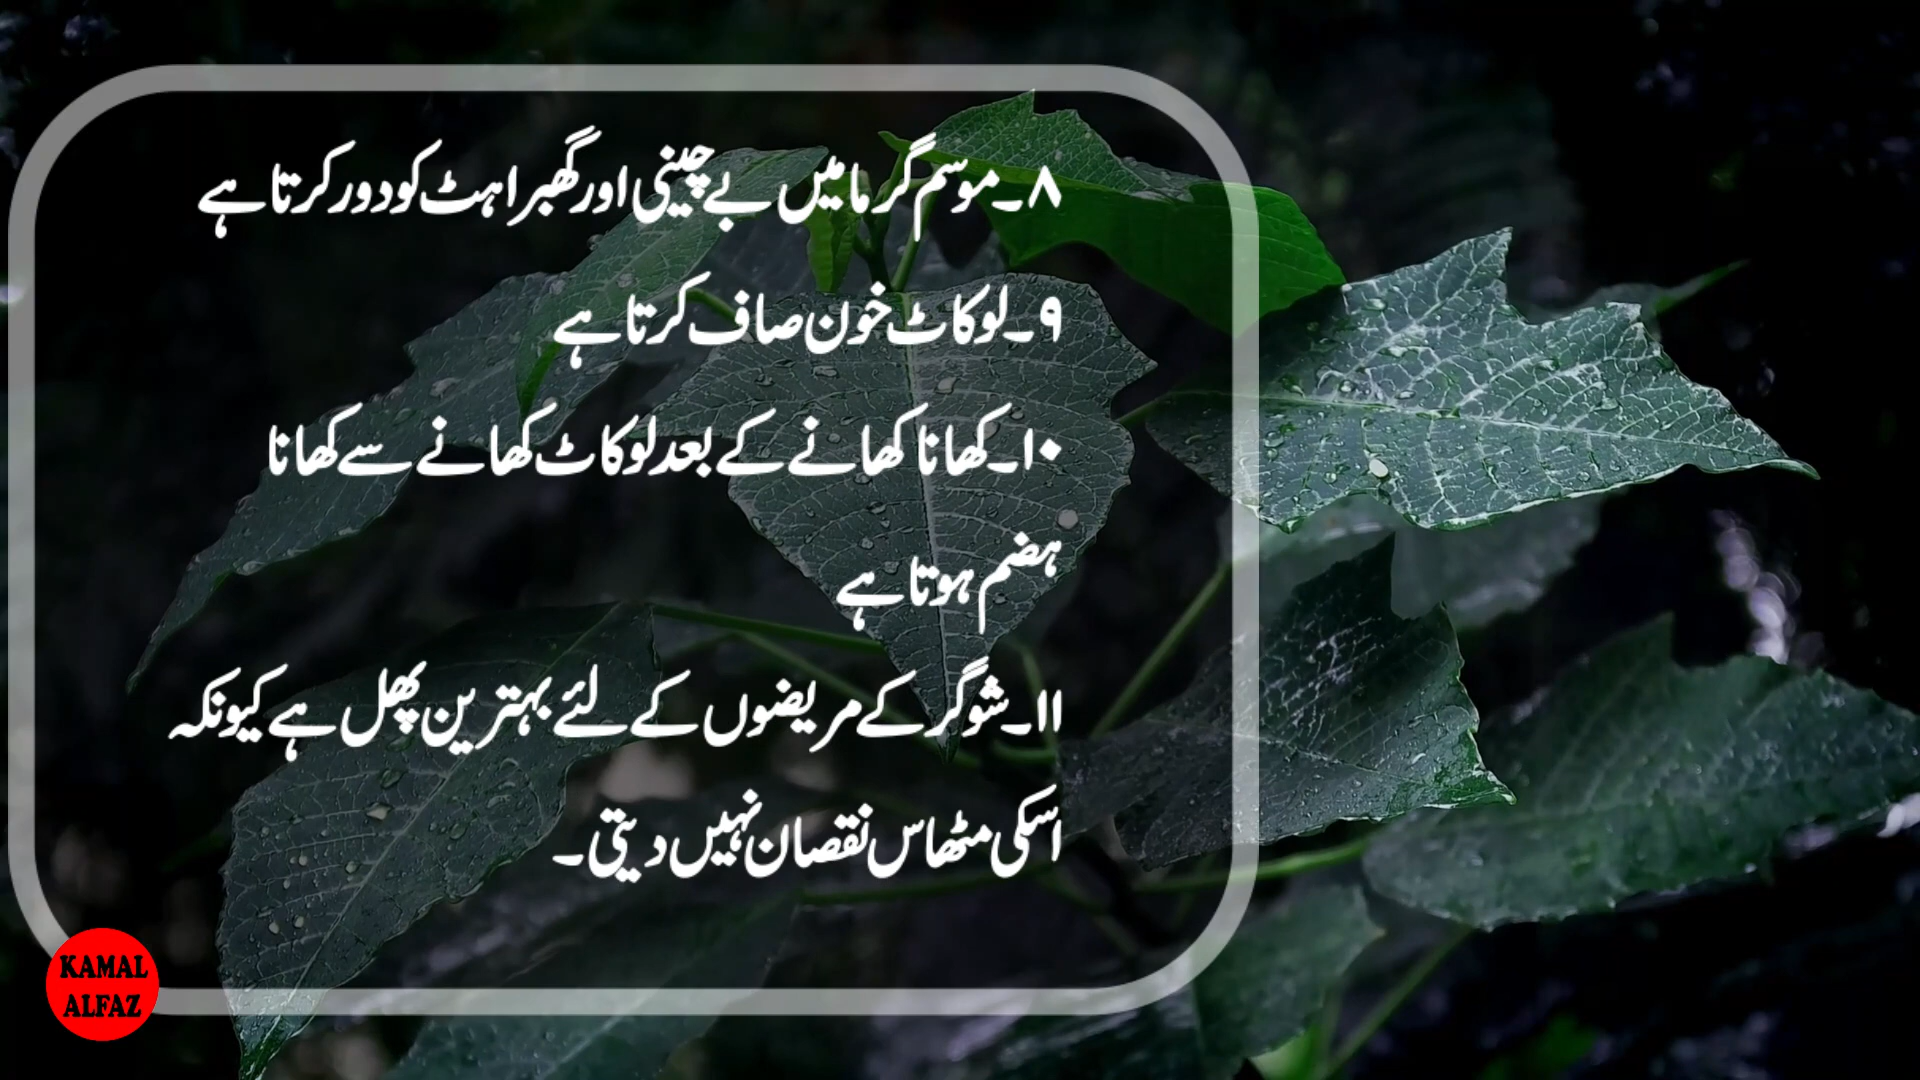 ۸۔موسم گرما میں بے چینی اور گھبراہٹ کو دور کرتا ہے
۹۔لوکاٹ خون صاف کرتا ہے
۱۰۔کھانا کھانے کے بعد لوکاٹ کھانے سے کھانا
ہضم ہوتا ہے
۱۱۔شوگر کے مریضوں کے لئے بہترین پھل ہے کیونکہ
اسکی مٹھاس نقصان نہیں دیتی۔
KAMAL
ALFAZ